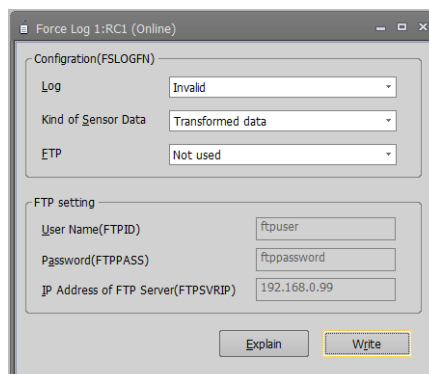 Force Log 1:RC1 (Online)
Configration(FSLOGFN)
Log
Invalid
Kind of Sensor Data
Transformed data
FTP
Not used
FTP setting
User Name(FTPID)
ftpuser
Password(FTPPASS)
ftppassword
IP Address of FTP Server(FTPSVRIP)
192.168.0.99
Explain
Write